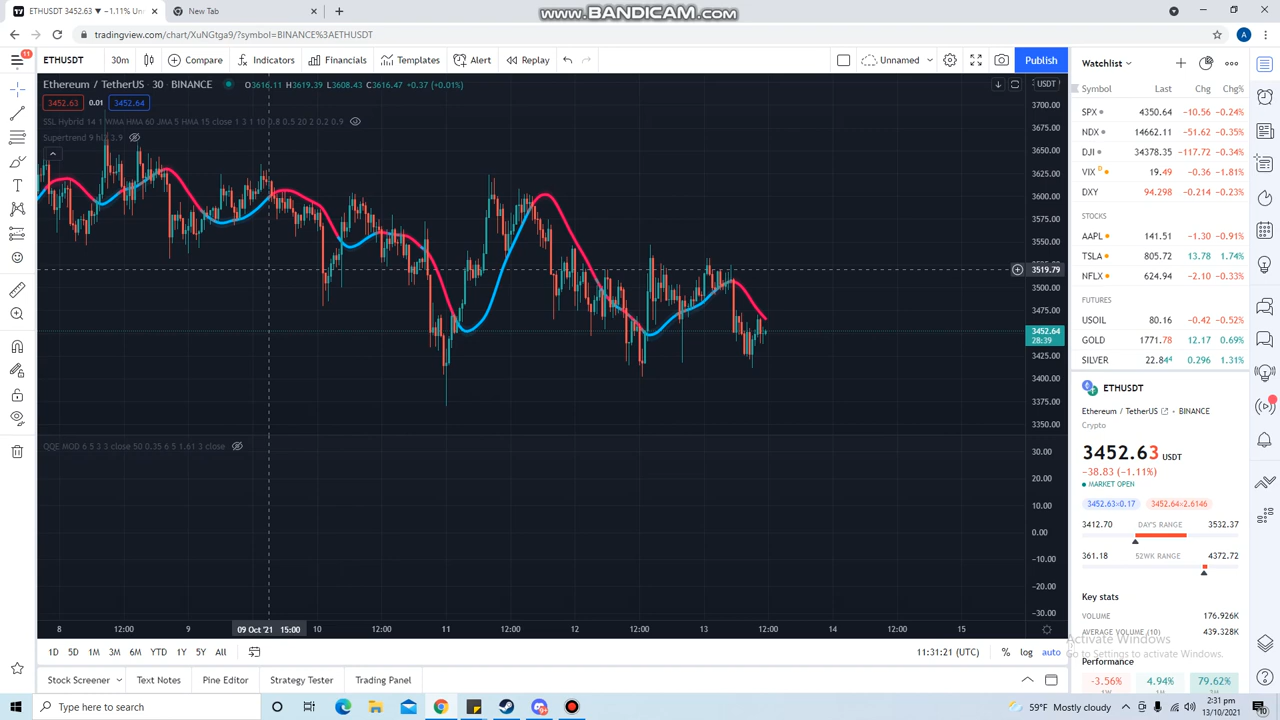 ETHUSDT 3452.63 ▼ −1.11% Un
New Tab
www.BANDICAM.com
tradingview.com/chart/XuNGtga9/?symbol=BINANCE%3AETHUSDT
A
11
ETHUSDT
30m
Compare
Indicators
Financials
Templates
Alert
Replay
Unnamed
Publish
Ethereum / TetherUS 30 BINANCE
O3616.11 H3619.39 L3608.43 C3616.47 +0.37 (+0.01%)
3452.63 0.01 3452.64
SSL Hybrid 14 1 WMA HMA 60 JMA 5 HMA 15 close 1 3 1 10 0.8 0.5 20 2 0.2 0.9
Supertrend 9 hl2 3.9
QQE MOD 6 5 3 3 close 50 0.35 6 5 1.61 3 close
USDT
3700.00
3675.00
3650.00
3625.00
3600.00
3575.00
3550.00
3519.79
3500.00
3475.00
3452.64
28:39
3425.00
3400.00
3375.00
3350.00
30.00
30.00
20.00
10.00
0.00
−10.00
−20.00
−30.00
8 12:00 9 09 Oct '21 15:00 10 12:00 11 12:00 12 12:00 13 12:00 14 12:00 15
1D 5D 1M 3M 6M YTD 1Y 5Y All
11:31:21 (UTC) % log auto
Stock Screener Text Notes Pine Editor Strategy Tester Trading Panel
Watchlist
Symbol Last Chg Chg%
SPX 4350.64 −10.56 −0.24%
NDX 14662.11 −51.62 −0.35%
DJI 34378.35 −117.72 −0.34%
VIX D 19.49 −0.36 −1.81%
DXY 94.298 −0.214 −0.23%
STOCKS
AAPL 141.51 −1.30 −0.91%
TSLA 805.72 13.78 1.74%
NFLX 624.94 −2.10 −0.33%
FUTURES
USOIL 80.16 −0.42 −0.52%
GOLD 1771.78 12.17 0.69%
SILVER 22.844 0.296 1.31%
ETHUSDT
Ethereum / TetherUS • BINANCE
Crypto
3452.63 USDT
−38.83 (−1.11%)
MARKET OPEN
3452.63×0.17 3452.64×2.6146
3412.70 DAY'S RANGE 3532.37
361.18 52WK RANGE 4372.72
Key stats
VOLUME 176.926K
AVERAGE VOLUME (10) 439.328K
Activate Windows
Go to Settings to activate Windows.
Performance
−3.56% 4.94% 79.62%
Type here to search
59°F Mostly cloudy
2:31 pm
13/10/2021